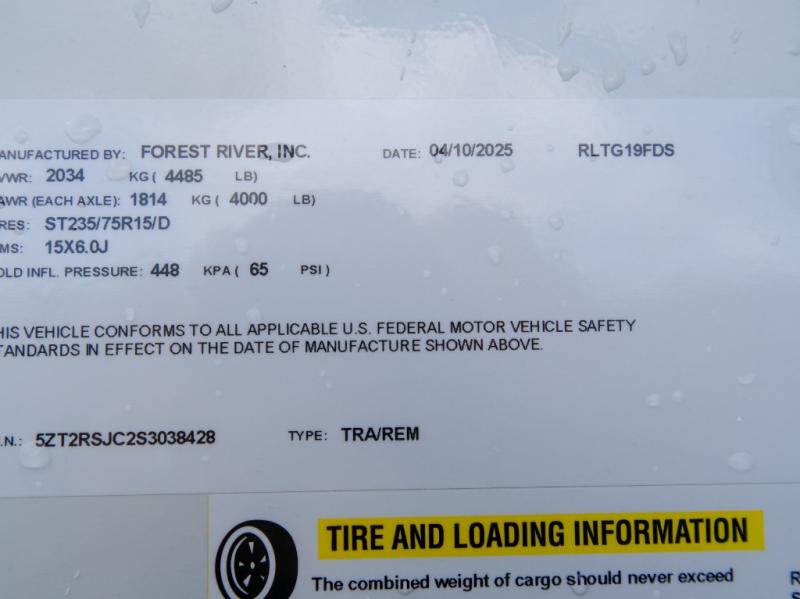 ANUFACTURED BY: FOREST RIVER, INC. DATE: 04/10/2025 RLTG19FDS
VWR: 2034 KG ( 4485 LB)
AWR (EACH AXLE): 1814 KG ( 4000 LB)
RES: ST235/75R15/D
MS: 15X6.0J
OLD INFL. PRESSURE: 448 KPA ( 65 PSI )
HIS VEHICLE CONFORMS TO ALL APPLICABLE U.S. FEDERAL MOTOR VEHICLE SAFETY
TANDARDS IN EFFECT ON THE DATE OF MANUFACTURE SHOWN ABOVE.
.N.: 5ZT2RSJC2S3038428 TYPE: TRA/REM
TIRE AND LOADING INFORMATION
The combined weight of cargo should never exceed